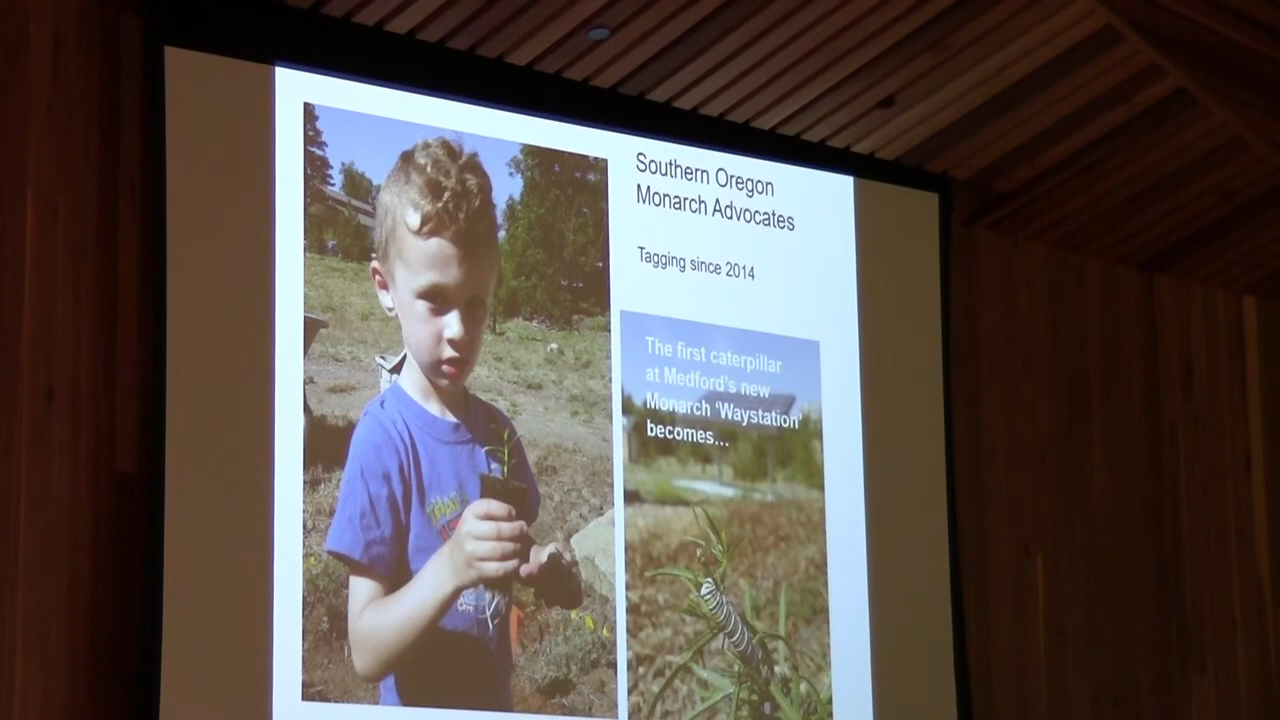 Southern Oregon
Monarch Advocates
Tagging since 2014
The first caterpillar
at Medford's new
Monarch ‘Waystation’
becomes...